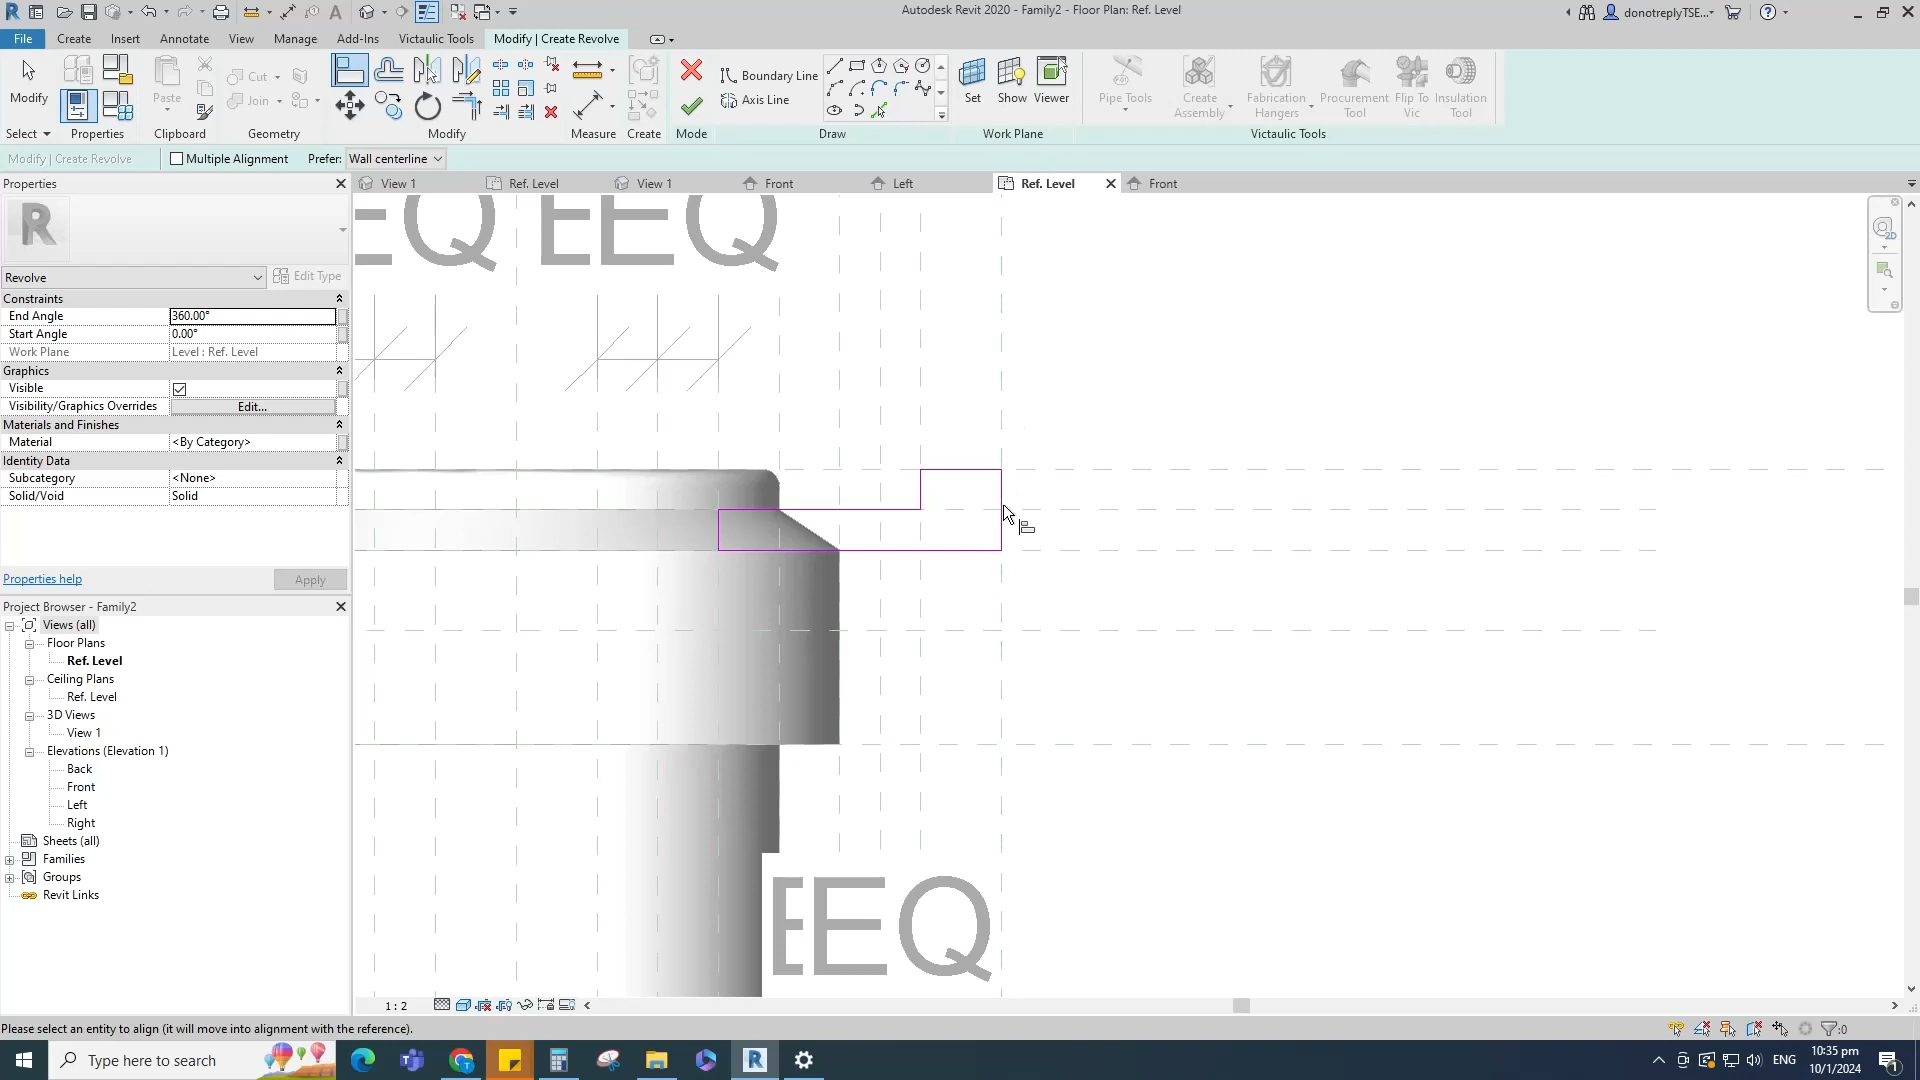 Autodesk Revit 2020 - Family2 - Floor Plan: Ref. Level
donotreplyTSE...
File Create Insert Annotate View Manage Add-Ins Victaulic Tools Modify | Create Revolve
Modify
Paste
Cut
Join
Boundary Line
Axis Line
Set Show Viewer
Pipe Tools
Create Assembly
Fabrication Hangers
Procurement Tool
Flip To Vic
Insulation Tool
Select Properties Clipboard Geometry Modify Measure Create Mode Draw Work Plane Victaulic Tools
Modify | Create Revolve Multiple Alignment Prefer: Wall centerline
Properties
View 1 Ref. Level View 1 Front Left Ref. Level Front
R
Revolve Edit Type
Constraints
End Angle 360.00°
Start Angle 0.00°
Work Plane Level : Ref. Level
Graphics
Visible
Visibility/Graphics Overrides Edit...
Materials and Finishes
Material <By Category>
Identity Data
Subcategory <None>
Solid/Void Solid
Properties help Apply
EQ EEQ
2D
Project Browser - Family2
Views (all)
Floor Plans
Ref. Level
Ceiling Plans
Ref. Level
3D Views
View 1
Elevations (Elevation 1)
Back
Front
Left
Right
Sheets (all)
Families
Groups
Revit Links
EEQ
1 : 2
Please select an entity to align (it will move into alignment with the reference).
:0
Type here to search
ENG
10:35 pm
10/1/2024
1